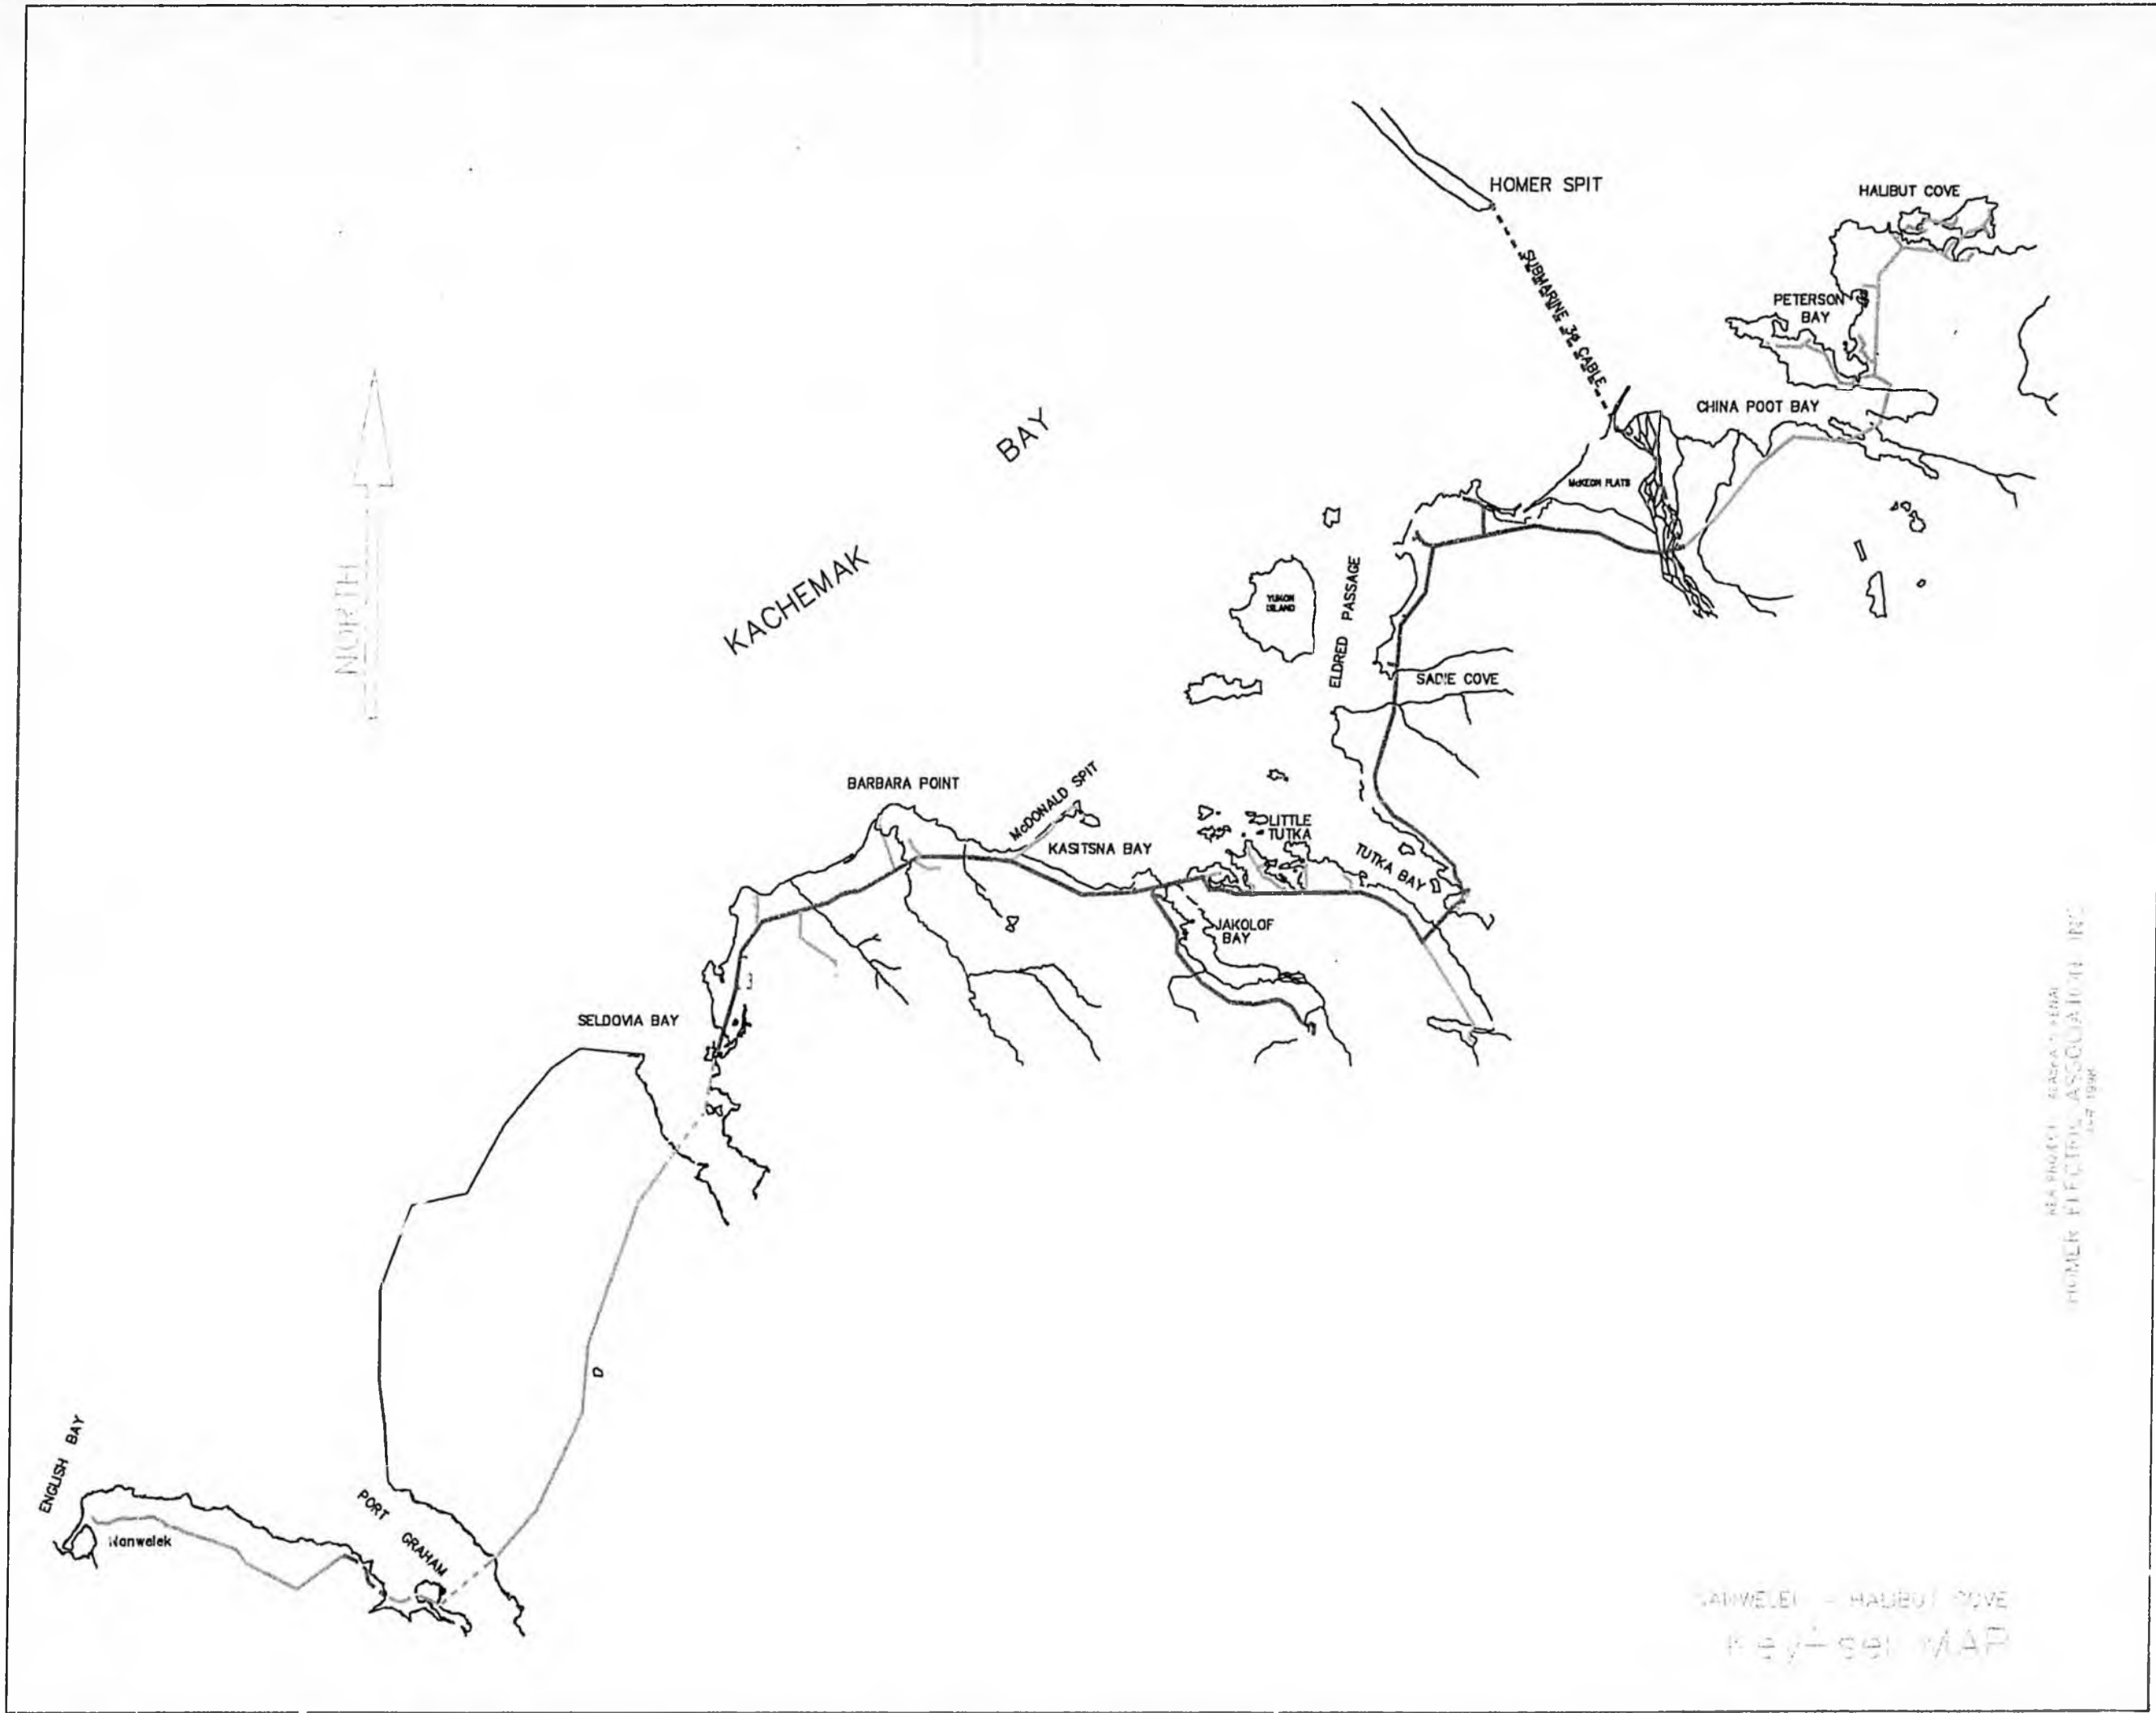 HOMER SPIT
HALIBUT COVE
SUBMARINE 3ø CABLE
PETERSON
BAY
CHINA POOT BAY
BAY
McKEON FLATS
NORTH
KACHEMAK
YUKON
ISLAND
ELDRED PASSAGE
SADIE COVE
BARBARA POINT
McDONALD SPIT
LITTLE
TUTKA
KASITSNA BAY
TUTKA BAY
JAKOLOF
BAY
SELDOVIA BAY
HOMER ELECTRIC ASSOCIATION INC
D
ENGLISH BAY
PORT GRAHAM
Nanwelek
HALIBUT COVE
MAP